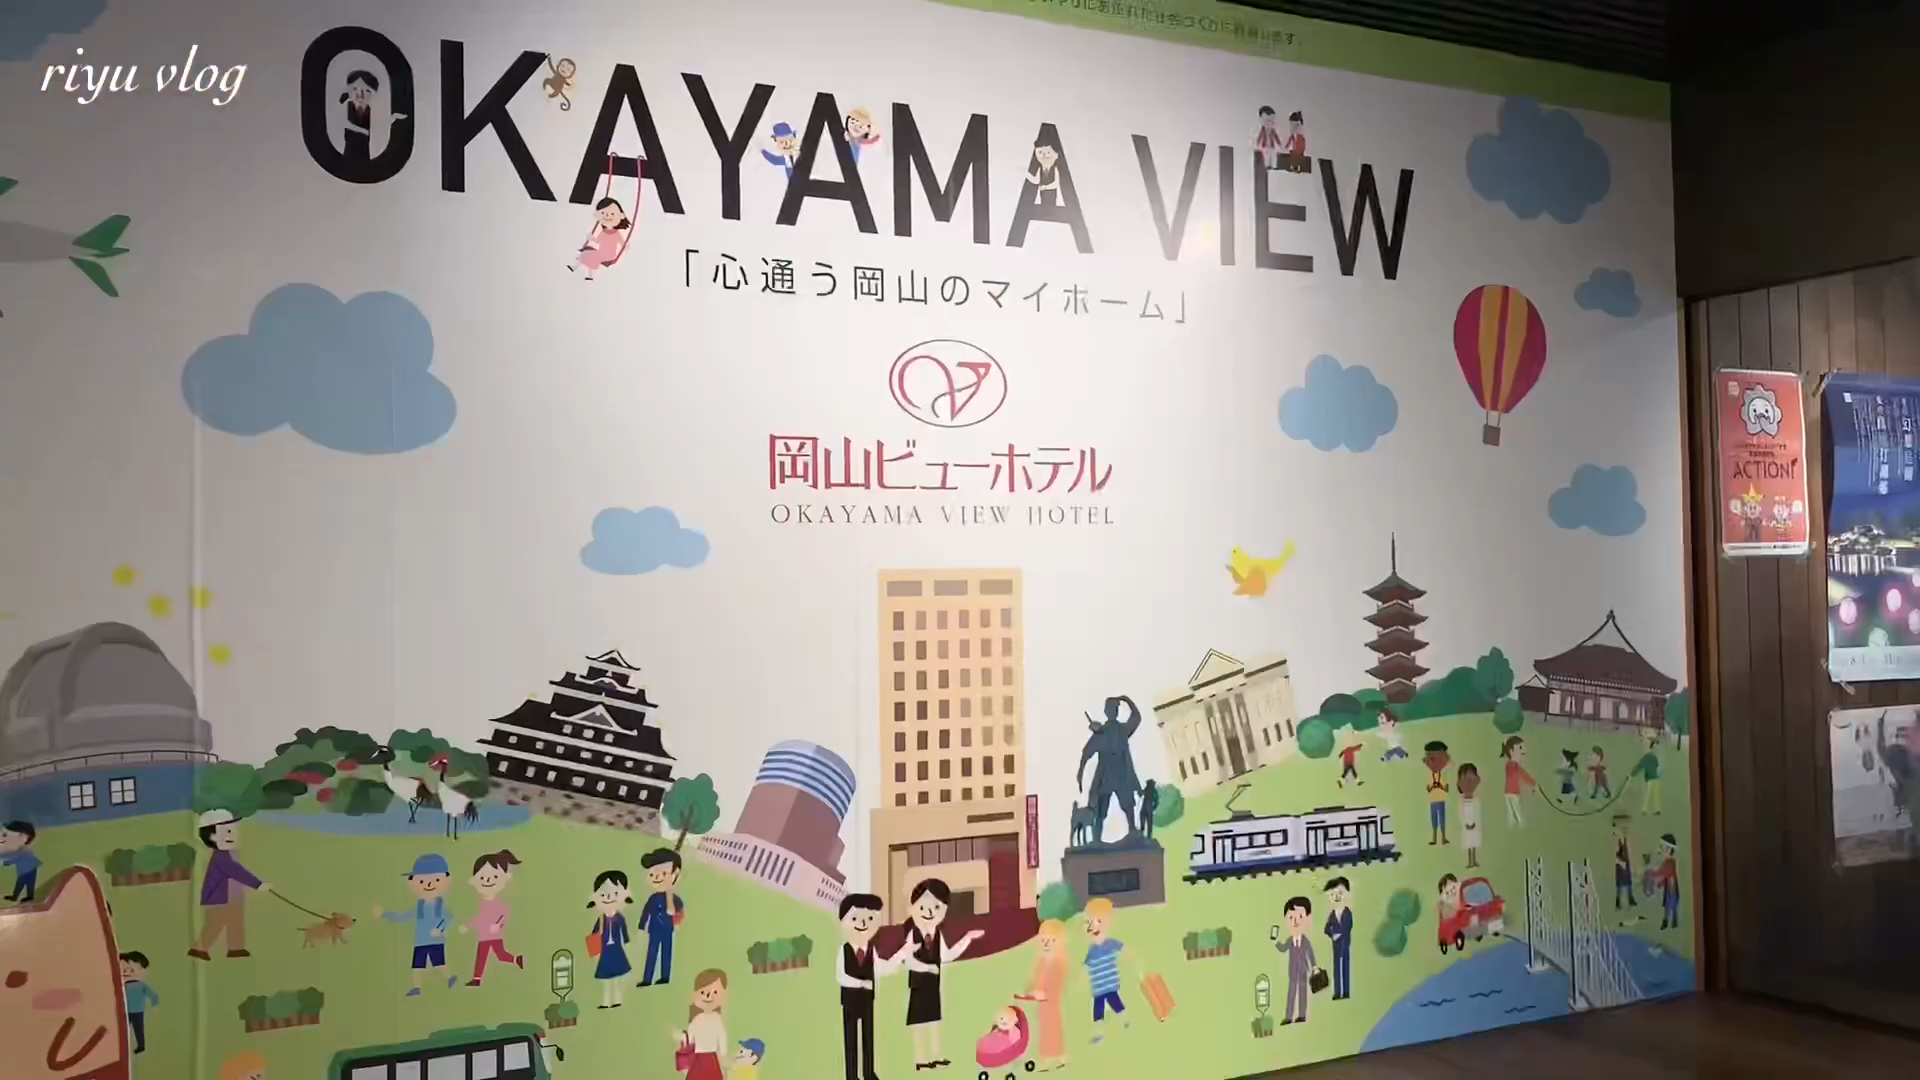 riyu vlog
OKAYAMA VIEW
「心通う岡山のマイホーム」
岡山ビューホテル
OKAYAMA VIEW HOTEL
ACTION!